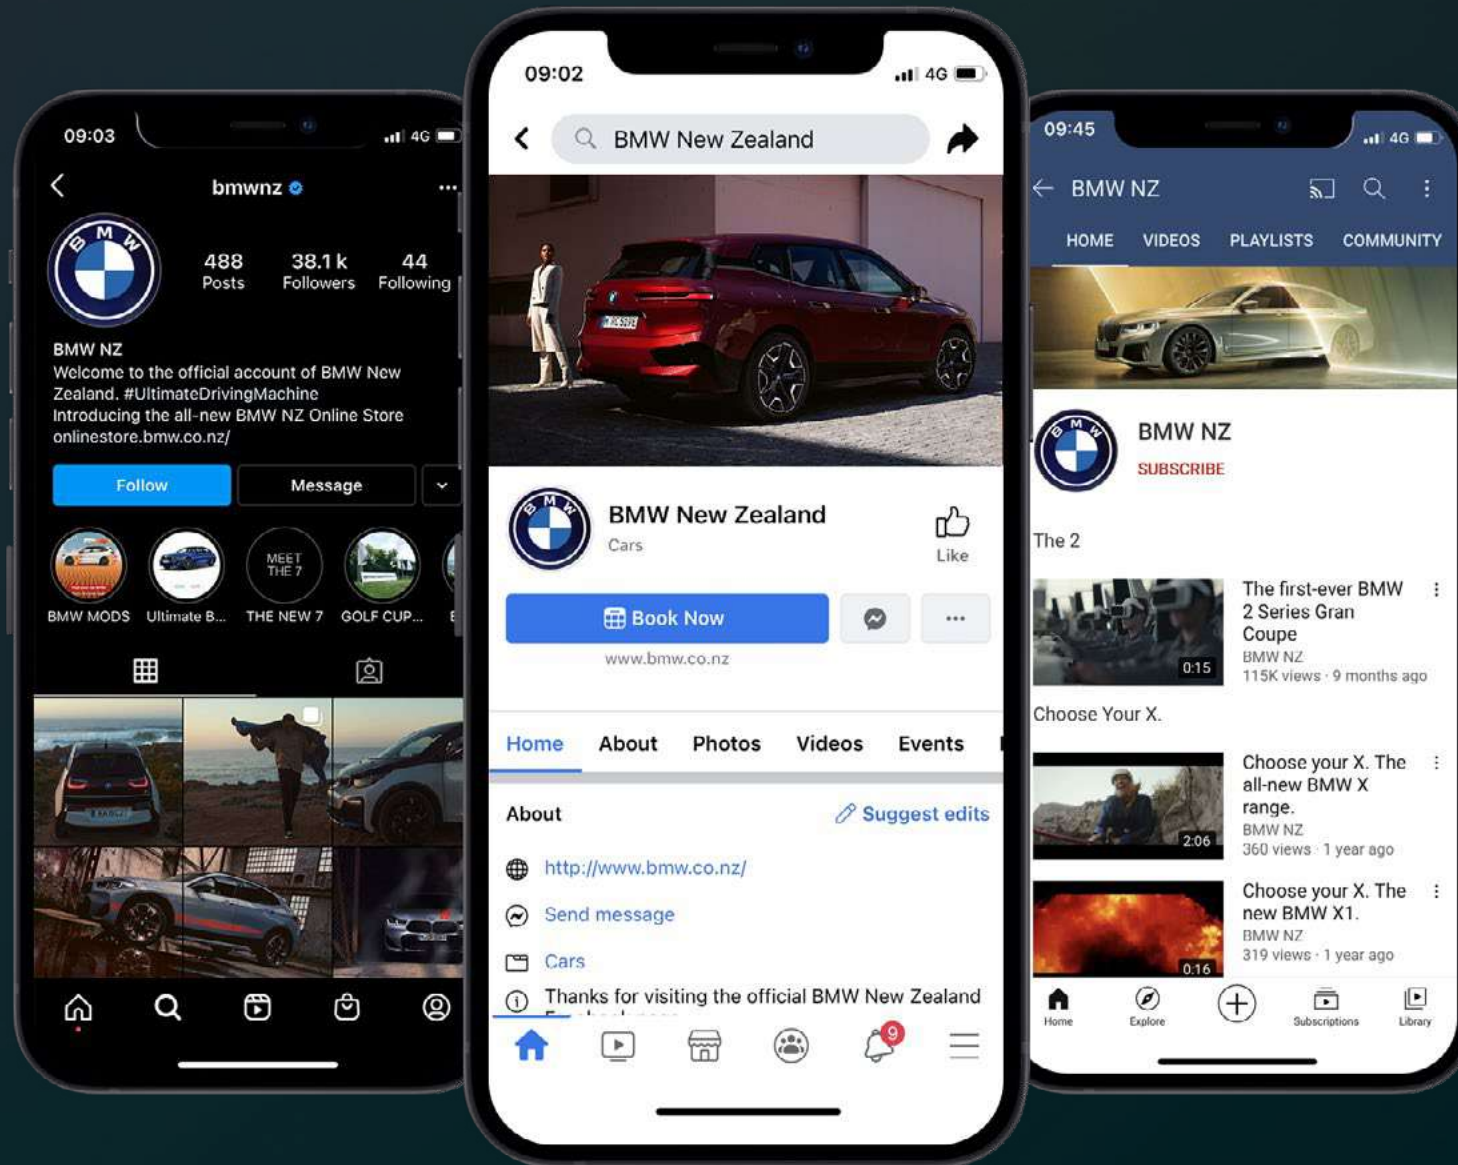 09:03
4G
bmwnz
488
Posts
38.1 k
Followers
44
Following
BMW
BMW NZ
Welcome to the official account of BMW New
Zealand. #UltimateDrivingMachine
Introducing the all-new BMW NZ Online Store
onlinestore.bmw.co.nz/
Follow
Message
MEET
THE 7
BMW MODS
Ultimate B...
THE NEW 7
GOLF CUP...
09:02
4G
BMW New Zealand
BMW
BMW New Zealand
Cars
Like
Book Now
www.bmw.co.nz
Home
About
Photos
Videos
Events
About
Suggest edits
http://www.bmw.co.nz/
Send message
Cars
Thanks for visiting the official BMW New Zealand
9
09:45
4G
BMW NZ
HOME
VIDEOS
PLAYLISTS
COMMUNITY
BMW
BMW NZ
SUBSCRIBE
The 2
0:15
The first-ever BMW
2 Series Gran
Coupe
BMW NZ
115K views · 9 months ago
Choose Your X.
2:06
Choose your X. The
all-new BMW X
range.
BMW NZ
360 views · 1 year ago
0:16
Choose your X. The
new BMW X1.
BMW NZ
319 views · 1 year ago
Home
Explore
Subscriptions
Library